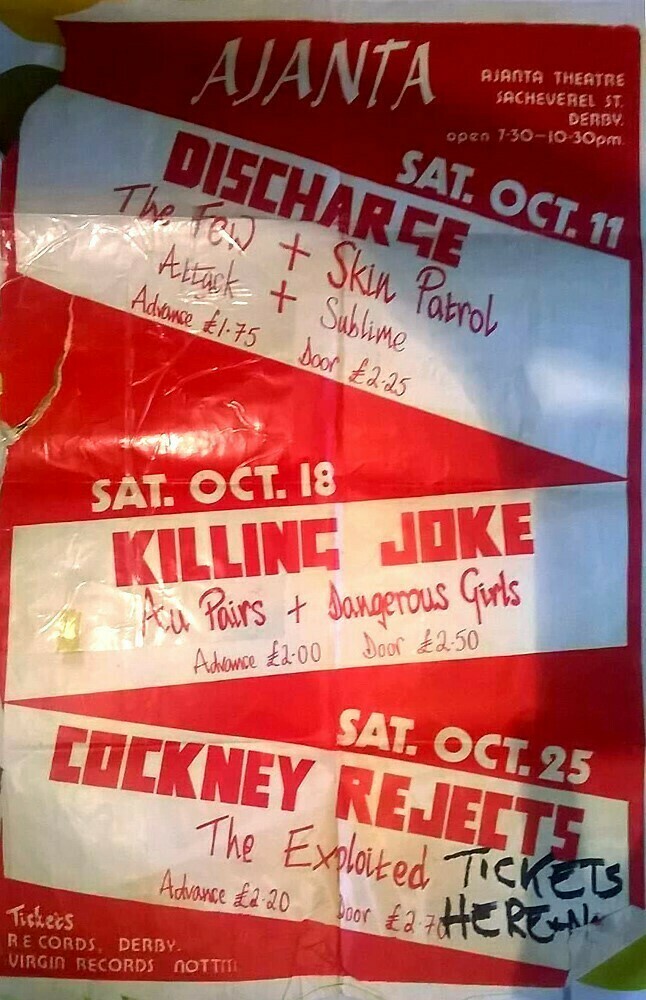 AJANTA
AJANTA THEATRE
SACHEVEREL ST.
DERBY.
open 7·30–10·30pm.
SAT. OCT. 11
DISCHARGE
The Few + Skin Patrol
Attack + Sublime
Advance £1·75 Door £2·25
SAT. OCT. 18
KILLING JOKE
Au Pairs + Dangerous Girls
Advance £2·00 Door £2·50
SAT. OCT. 25
COCKNEY REJECTS
The Exploited
Advance £2·20 Door £2·70
TICKETS
HERE
Tickets
RECORDS, DERBY.
VIRGIN RECORDS NOTTM